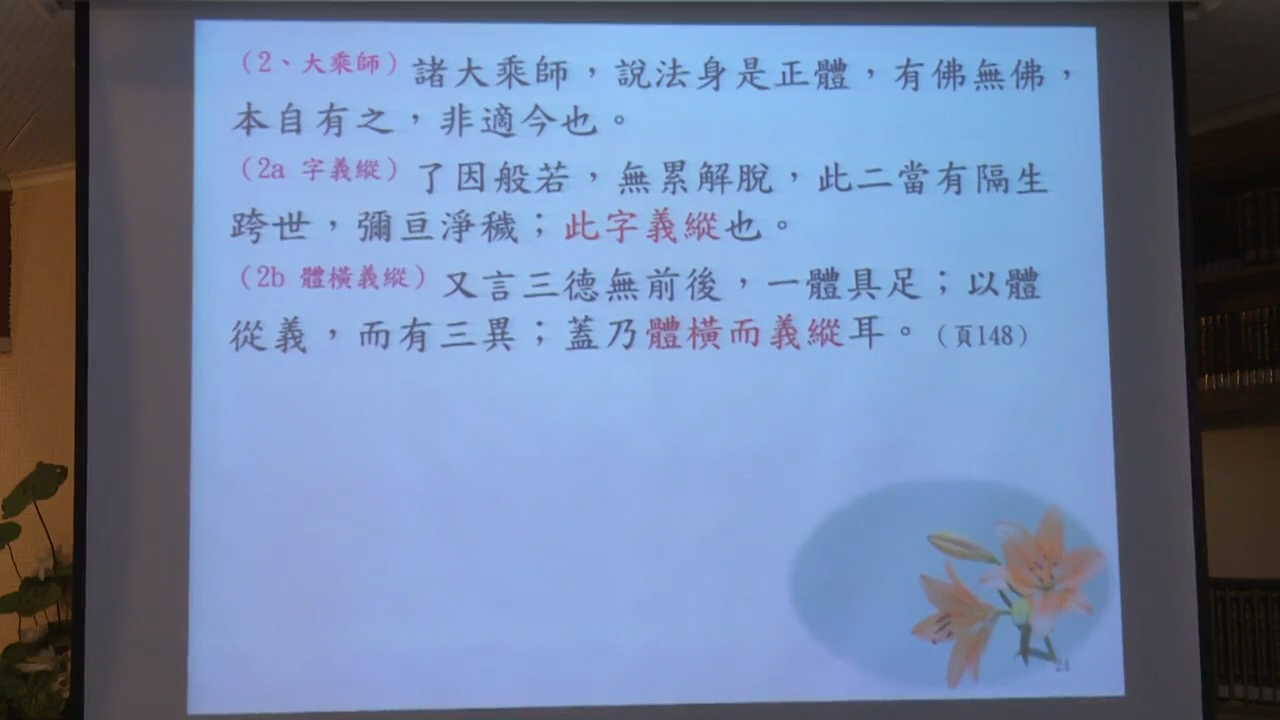 （2、大乘師）諸大乘師，說法身是正體，有佛無佛，
本自有之，非適今也。
（2a 字義縱）了因般若，無累解脫，此二當有隔生
跨世，彌亘淨穢；此字義縱也。
（2b 體橫義縱）又言三德無前後，一體具足；以體
從義，而有三異；蓋乃體橫而義縱耳。（頁148）
24